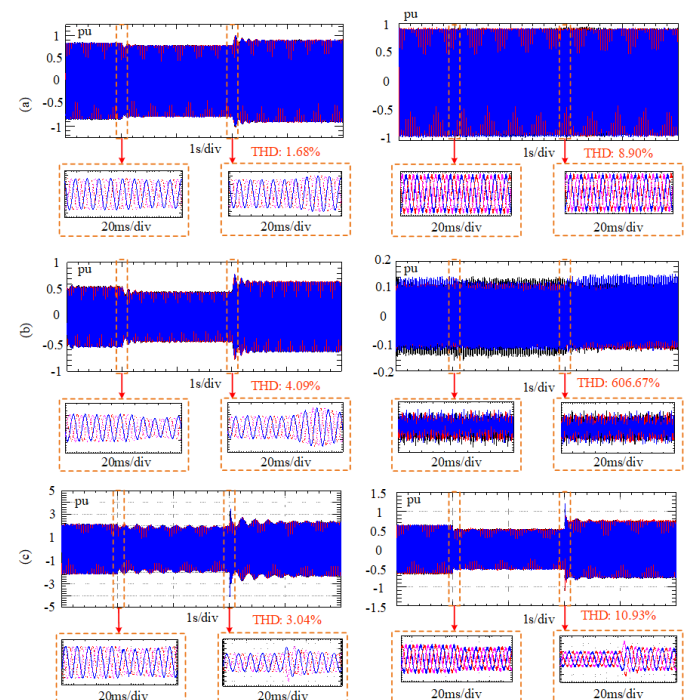 pu
1
0.5
0
-0.5
-1
(a)
1s/div
THD: 1.68%
20ms/div
20ms/div
pu
1
0.5
0
-0.5
-1
1s/div
THD: 8.90%
20ms/div
20ms/div
pu
1
0.5
0
-0.5
-1
(b)
1s/div
THD: 4.09%
20ms/div
20ms/div
pu
0.2
0.1
0
-0.1
-0.2
1s/div
THD: 606.67%
20ms/div
20ms/div
pu
5
3
1
-1
-3
-5
(c)
1s/div
THD: 3.04%
20ms/div
20ms/div
pu
1.5
1
0.5
0
-0.5
-1
-1.5
1s/div
THD: 10.93%
20ms/div
20ms/div